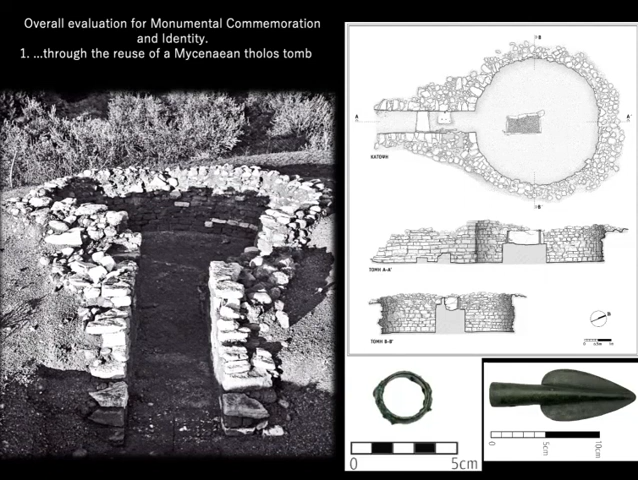 Overall evaluation for Monumental Commemoration
and Identity.
1. ...through the reuse of a Mycenaean tholos tomb
B
A
A'
ΚΑΤΟΨΗ
B'
ΤΟΜΗ Α-Α'
ΤΟΜΗ Β-Β'
0
5cm
0
5cm
10cm